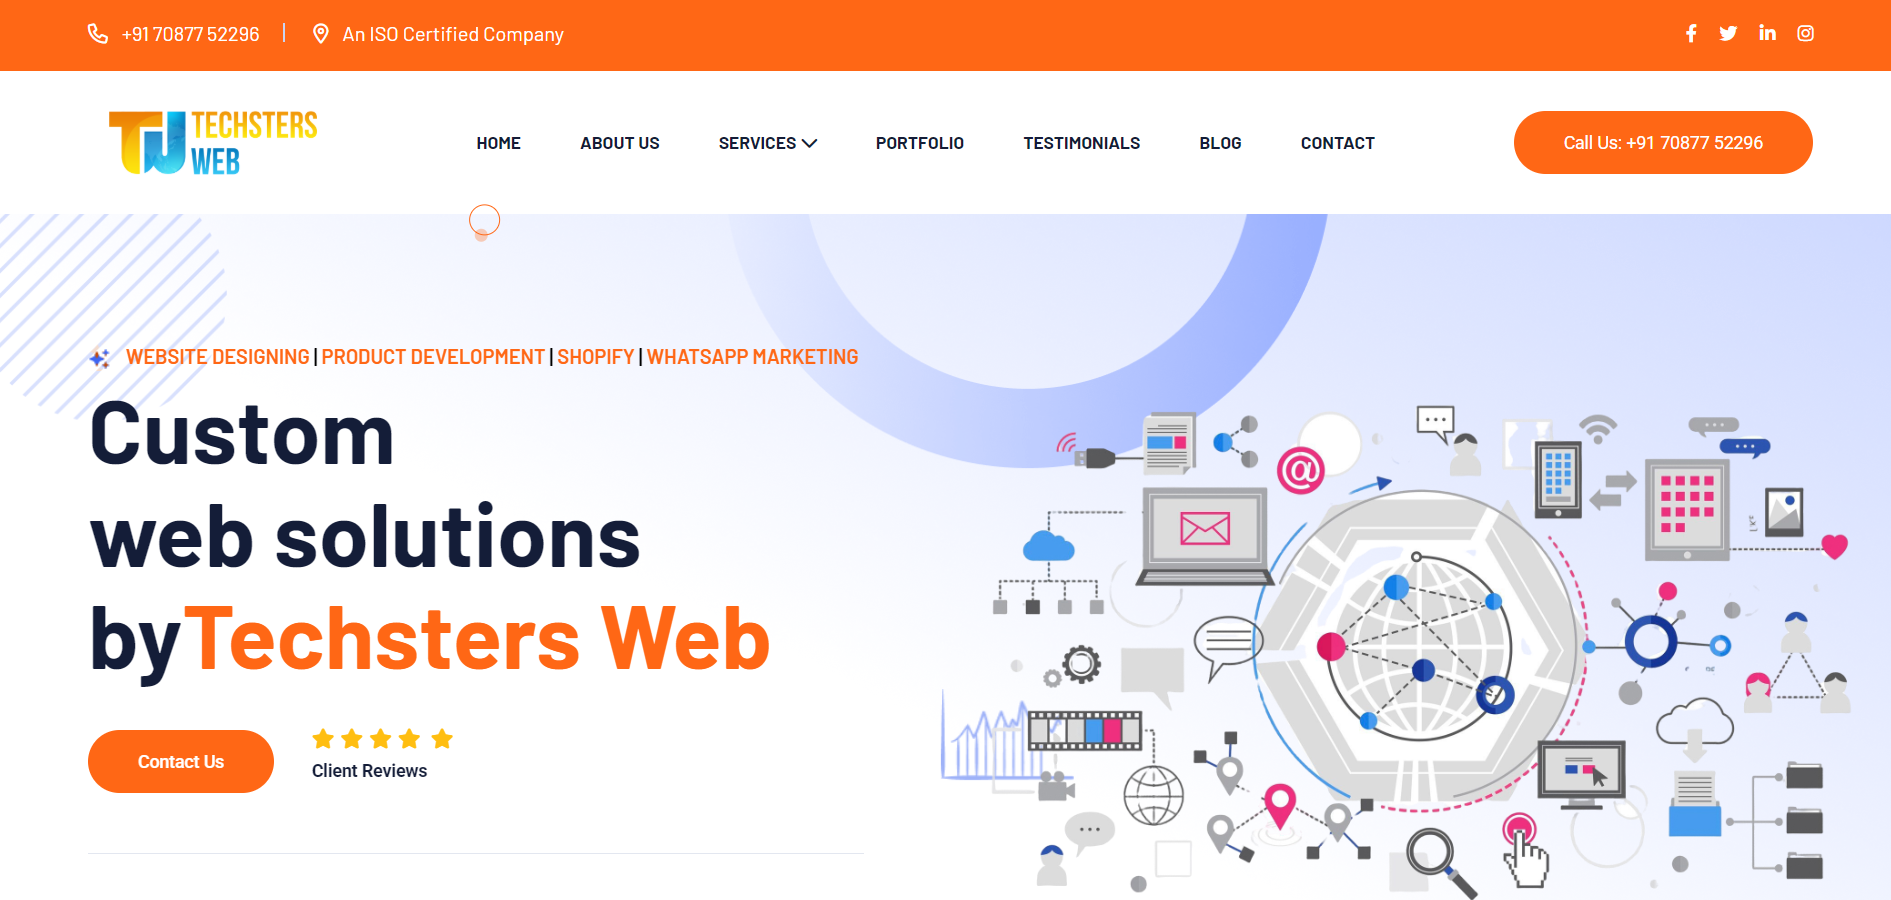 +91 70877 52296 | An ISO Certified Company
TECHSTERS
WEB
HOME ABOUT US SERVICES PORTFOLIO TESTIMONIALS BLOG CONTACT
Call Us: +91 70877 52296
WEBSITE DESIGNING | PRODUCT DEVELOPMENT | SHOPIFY | WHATSAPP MARKETING
Custom
web solutions
byTechsters Web
Contact Us
Client Reviews